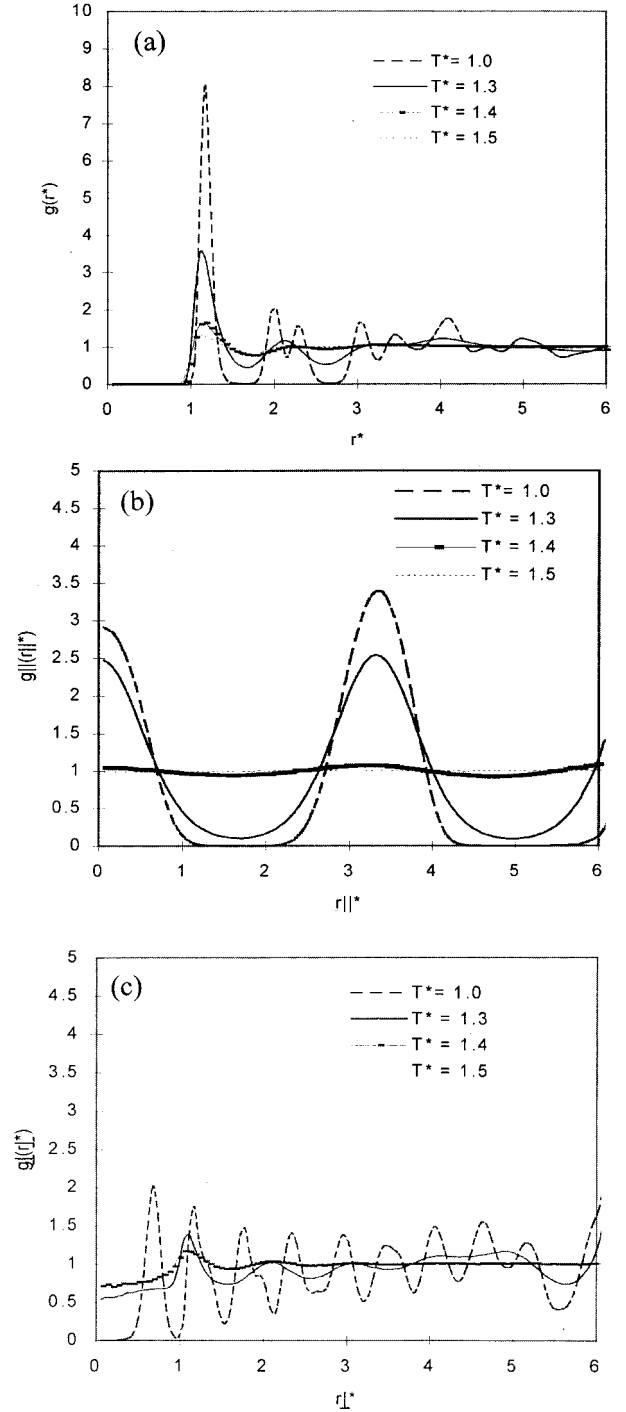 (a)
10
9
8
7
6
5
4
3
2
1
0
g(r*)
T*= 1.0
T* = 1.3
T* = 1.4
T* = 1.5
0 1 2 3 4 5 6
r*
(b)
5
4.5
4
3.5
3
2.5
2
1.5
1
0.5
0
g||(r||*)
T*= 1.0
T* = 1.3
T* = 1.4
T* = 1.5
0 1 2 3 4 5 6
r||*
(c)
5
4.5
4
3.5
3
2.5
2
1.5
1
0.5
0
g⊥(r⊥*)
T*= 1.0
T* = 1.3
T* = 1.4
T* = 1.5
0 1 2 3 4 5 6
r⊥*